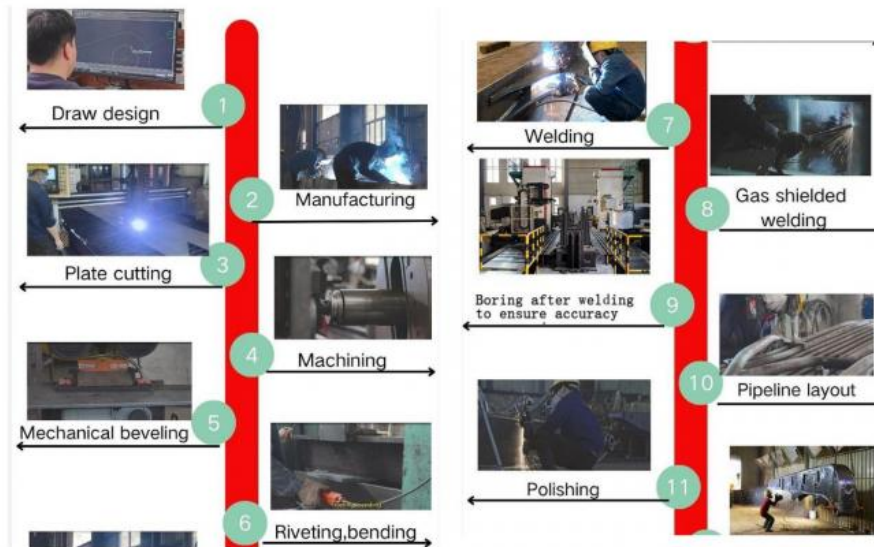 1
Draw design
2
Manufacturing
3
Plate cutting
4
Machining
5
Mechanical beveling
6
Riveting,bending
7
Welding
8
Gas shielded
welding
9
Boring after welding
to ensure accuracy
10
Pipeline layout
11
Polishing